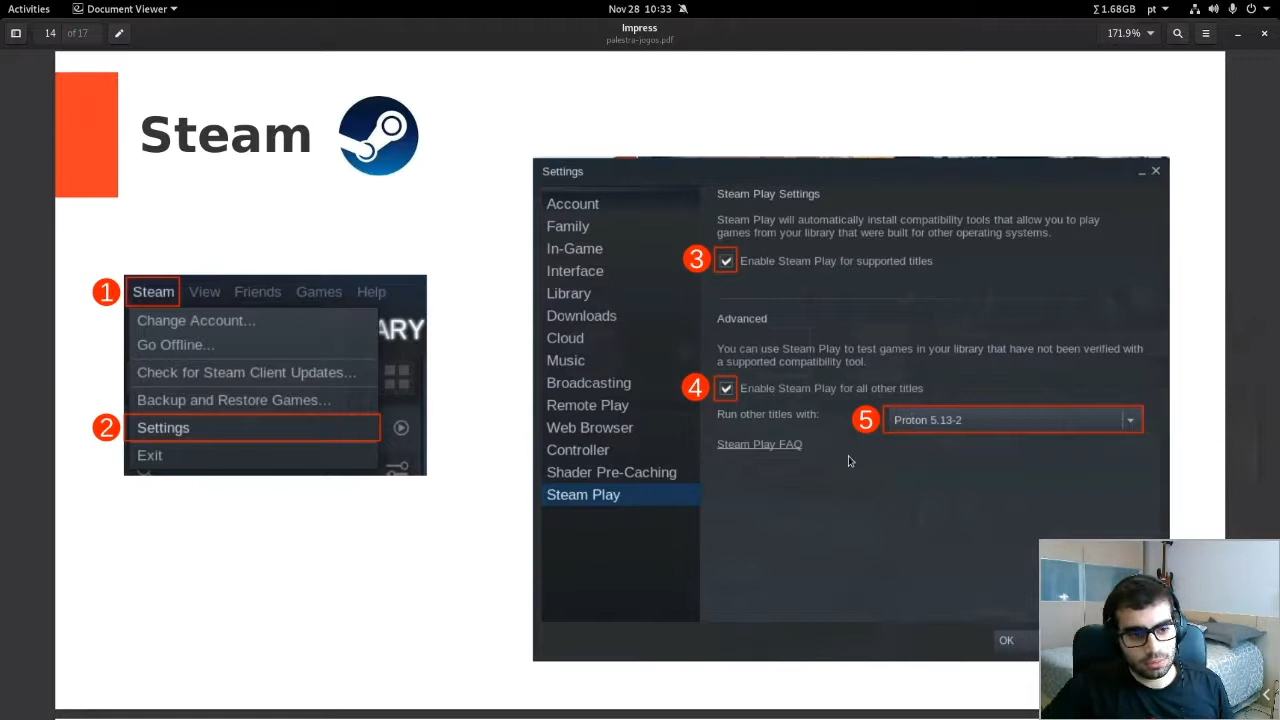 Activities
Document Viewer
Nov 28 10:33
Σ 1.68GB
pt
14
of 17
Impress
palestra-jogos.pdf
171.9%
Steam
1
Steam View Friends Games Help
Change Account...
Go Offline...
ARY
Check for Steam Client Updates...
Backup and Restore Games...
2
Settings
Exit
Settings
Account
Family
In-Game
Interface
Library
Downloads
Cloud
Music
Broadcasting
Remote Play
Web Browser
Controller
Shader Pre-Caching
Steam Play
Steam Play Settings
Steam Play will automatically install compatibility tools that allow you to play
games from your library that were built for other operating systems.
3
Enable Steam Play for supported titles
Advanced
You can use Steam Play to test games in your library that have not been verified with
a supported compatibility tool.
4
Enable Steam Play for all other titles
Run other titles with:
5
Proton 5.13-2
Steam Play FAQ
OK